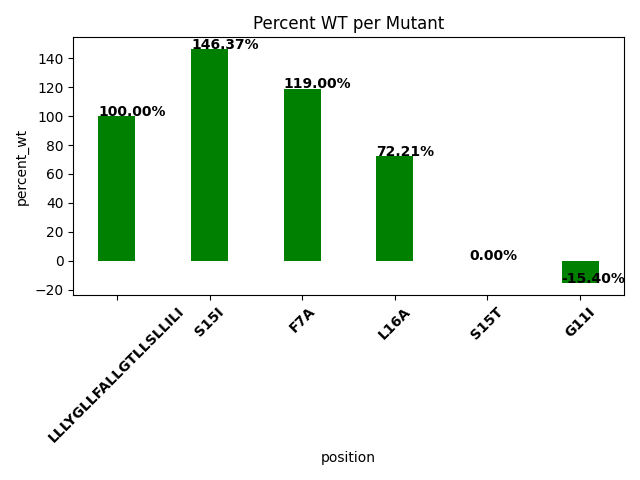 Percent WT per Mutant
percent_wt
140
120
100
80
60
40
20
0
−20
100.00%
146.37%
119.00%
72.21%
0.00%
-15.40%
LLLYGLLFALLGTLLSLLILI
S15I
F7A
L16A
S15T
G11I
position